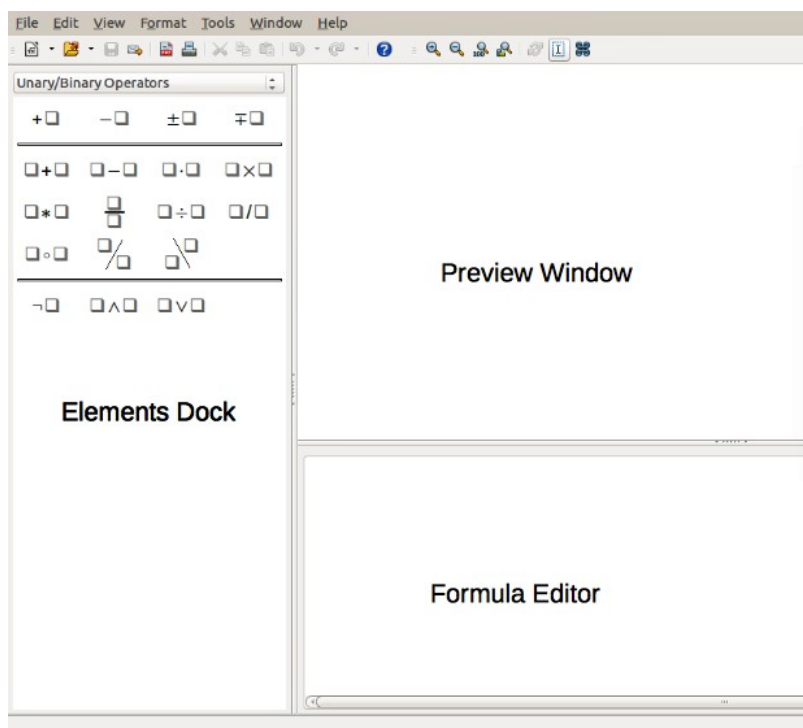 File Edit View Format Tools Window Help
Unary/Binary Operators
+□ −□ ±□ ∓□
□+□ □−□ □·□ □×□
□∗□ □/□ □÷□ □/□
□∘□ □/□ □\□
¬□ □∧□ □∨□
Preview Window
Elements Dock
Formula Editor